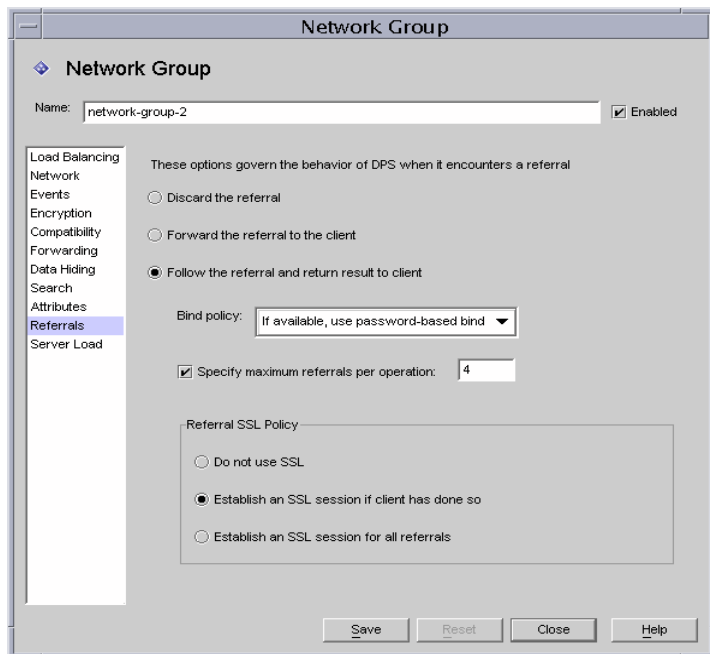 Network Group
Network Group
Name: network-group-2 Enabled
Load Balancing
Network
Events
Encryption
Compatibility
Forwarding
Data Hiding
Search
Attributes
Referrals
Server Load
These options govern the behavior of DPS when it encounters a referral
Discard the referral
Forward the referral to the client
Follow the referral and return result to client
Bind policy: If available, use password-based bind
Specify maximum referrals per operation: 4
Referral SSL Policy
Do not use SSL
Establish an SSL session if client has done so
Establish an SSL session for all referrals
Save Reset Close Help